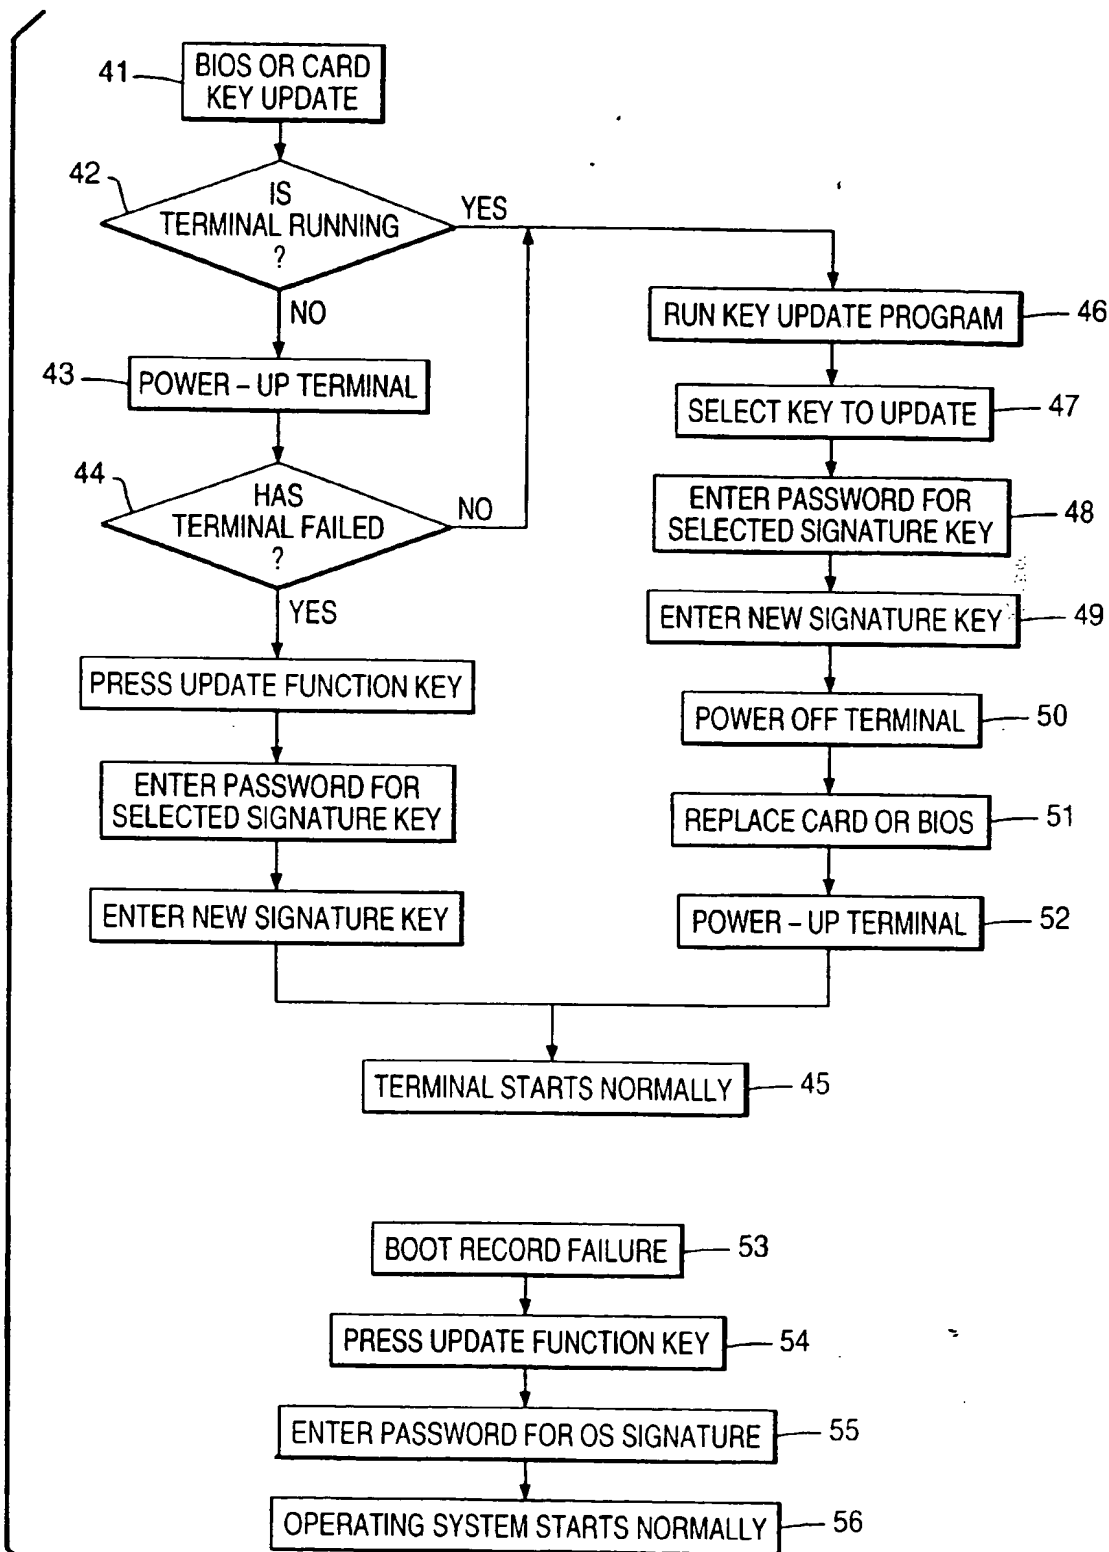 41
BIOS OR CARD
KEY UPDATE
42
IS
TERMINAL RUNNING
?
YES
NO
43
POWER – UP TERMINAL
44
HAS
TERMINAL FAILED
?
NO
YES
PRESS UPDATE FUNCTION KEY
ENTER PASSWORD FOR
SELECTED SIGNATURE KEY
ENTER NEW SIGNATURE KEY
RUN KEY UPDATE PROGRAM
46
SELECT KEY TO UPDATE
47
ENTER PASSWORD FOR
SELECTED SIGNATURE KEY
48
ENTER NEW SIGNATURE KEY
49
POWER OFF TERMINAL
50
REPLACE CARD OR BIOS
51
POWER – UP TERMINAL
52
TERMINAL STARTS NORMALLY
45
BOOT RECORD FAILURE
53
PRESS UPDATE FUNCTION KEY
54
ENTER PASSWORD FOR OS SIGNATURE
55
OPERATING SYSTEM STARTS NORMALLY
56